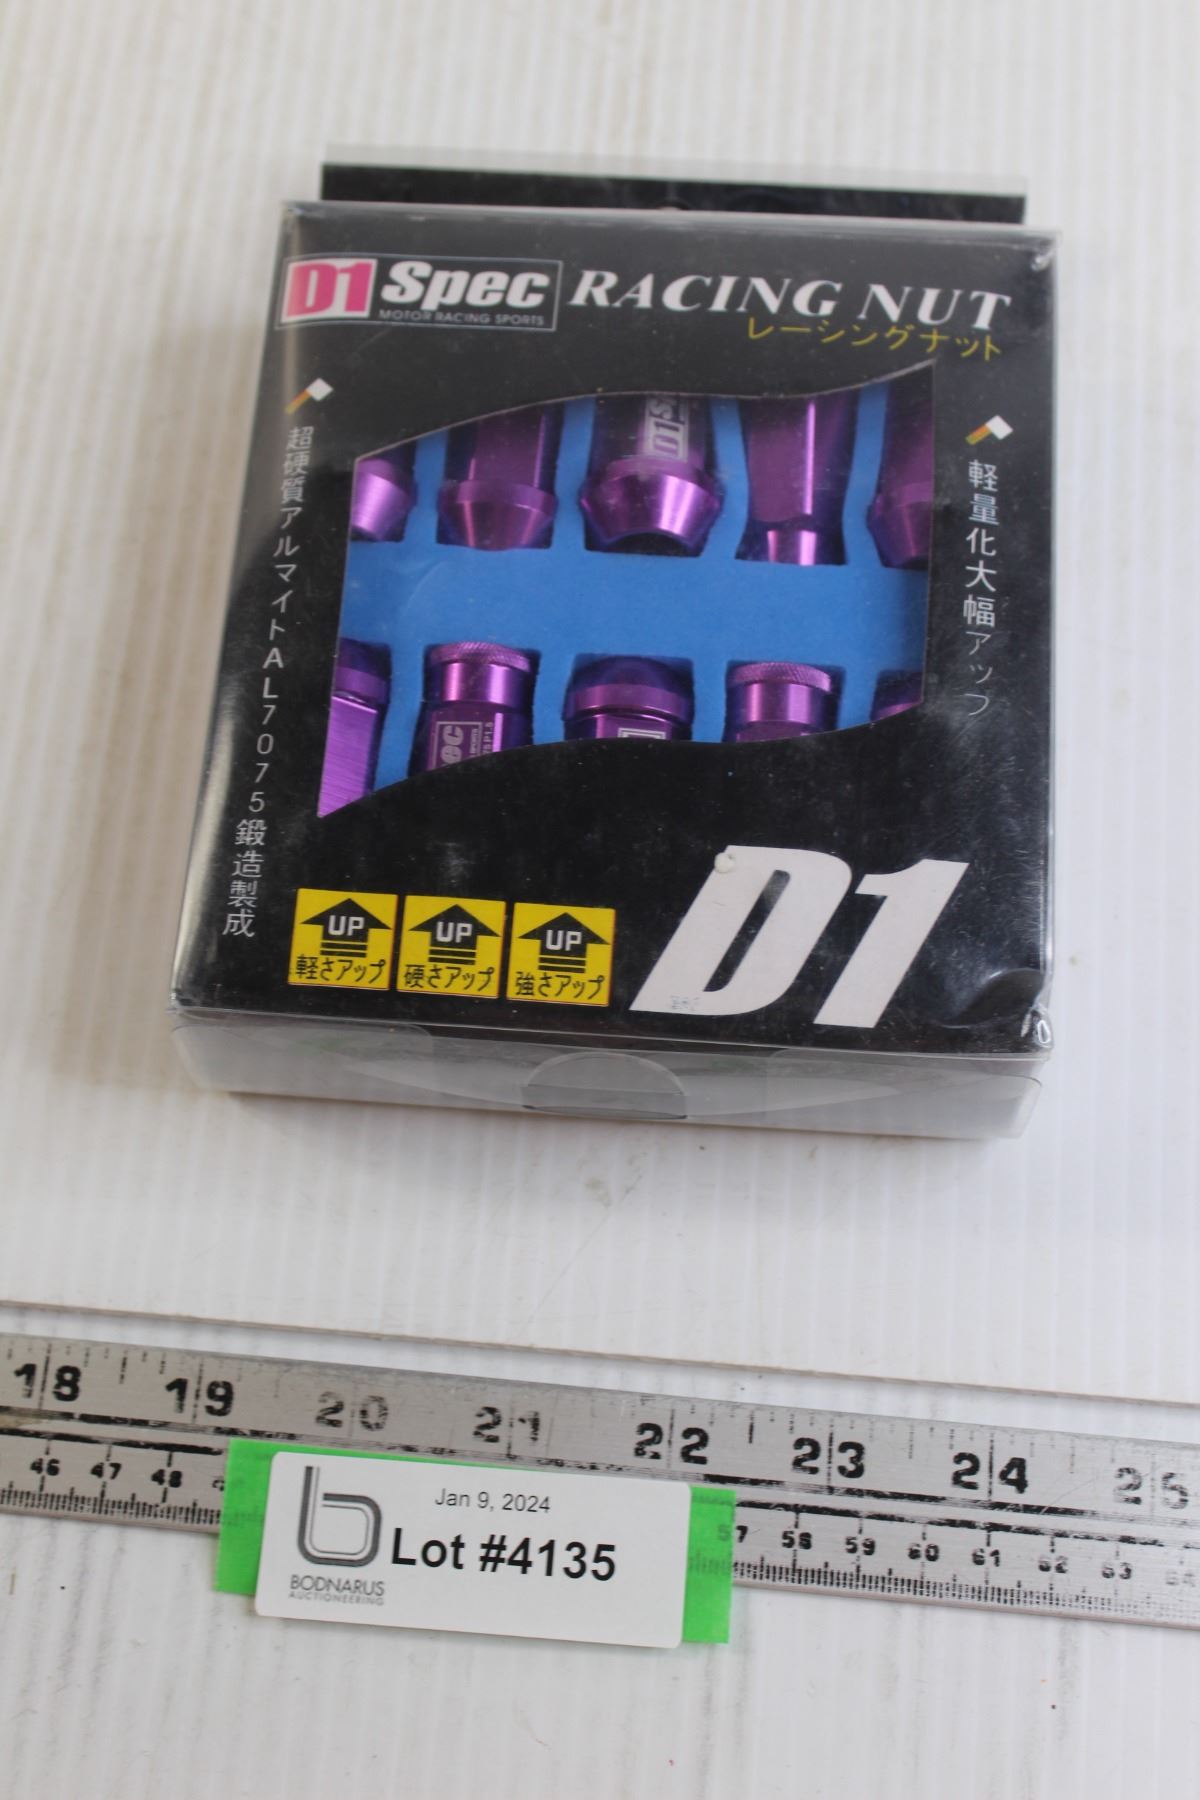 D1 Spec
MOTOR RACING SPORTS
RACING NUT
レーシングナット
超硬質アルマイトAL7075鍛造製成
軽量化大幅アップ
D1 S
ec
P1.5
UP
軽さアップ
UP
硬さアップ
UP
強さアップ
D1
18 19 20 21 22 23 24 25
46 47 48
57 58 59 60 61 62 63 64
Jan 9, 2024
Lot #4135
BODNARUS
AUCTIONEERING